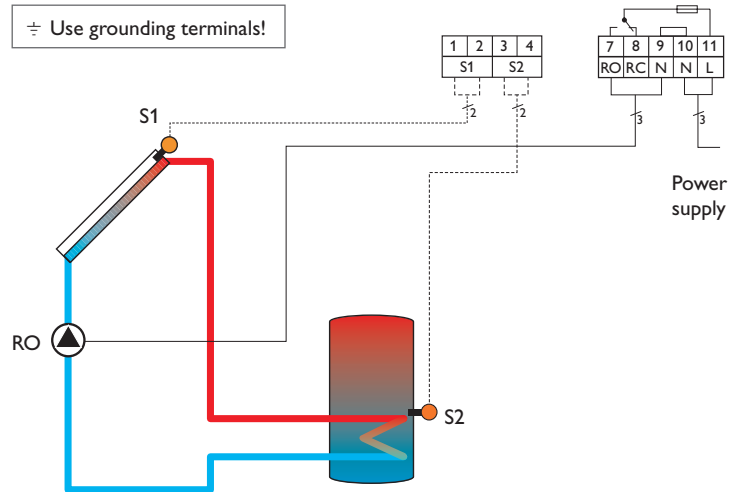 ⏚ Use grounding terminals!
1 2 3 4
S1 S2
7 8 9 10 11
RO RC N N L
2 2 3 3
S1
Power
supply
RO
S2